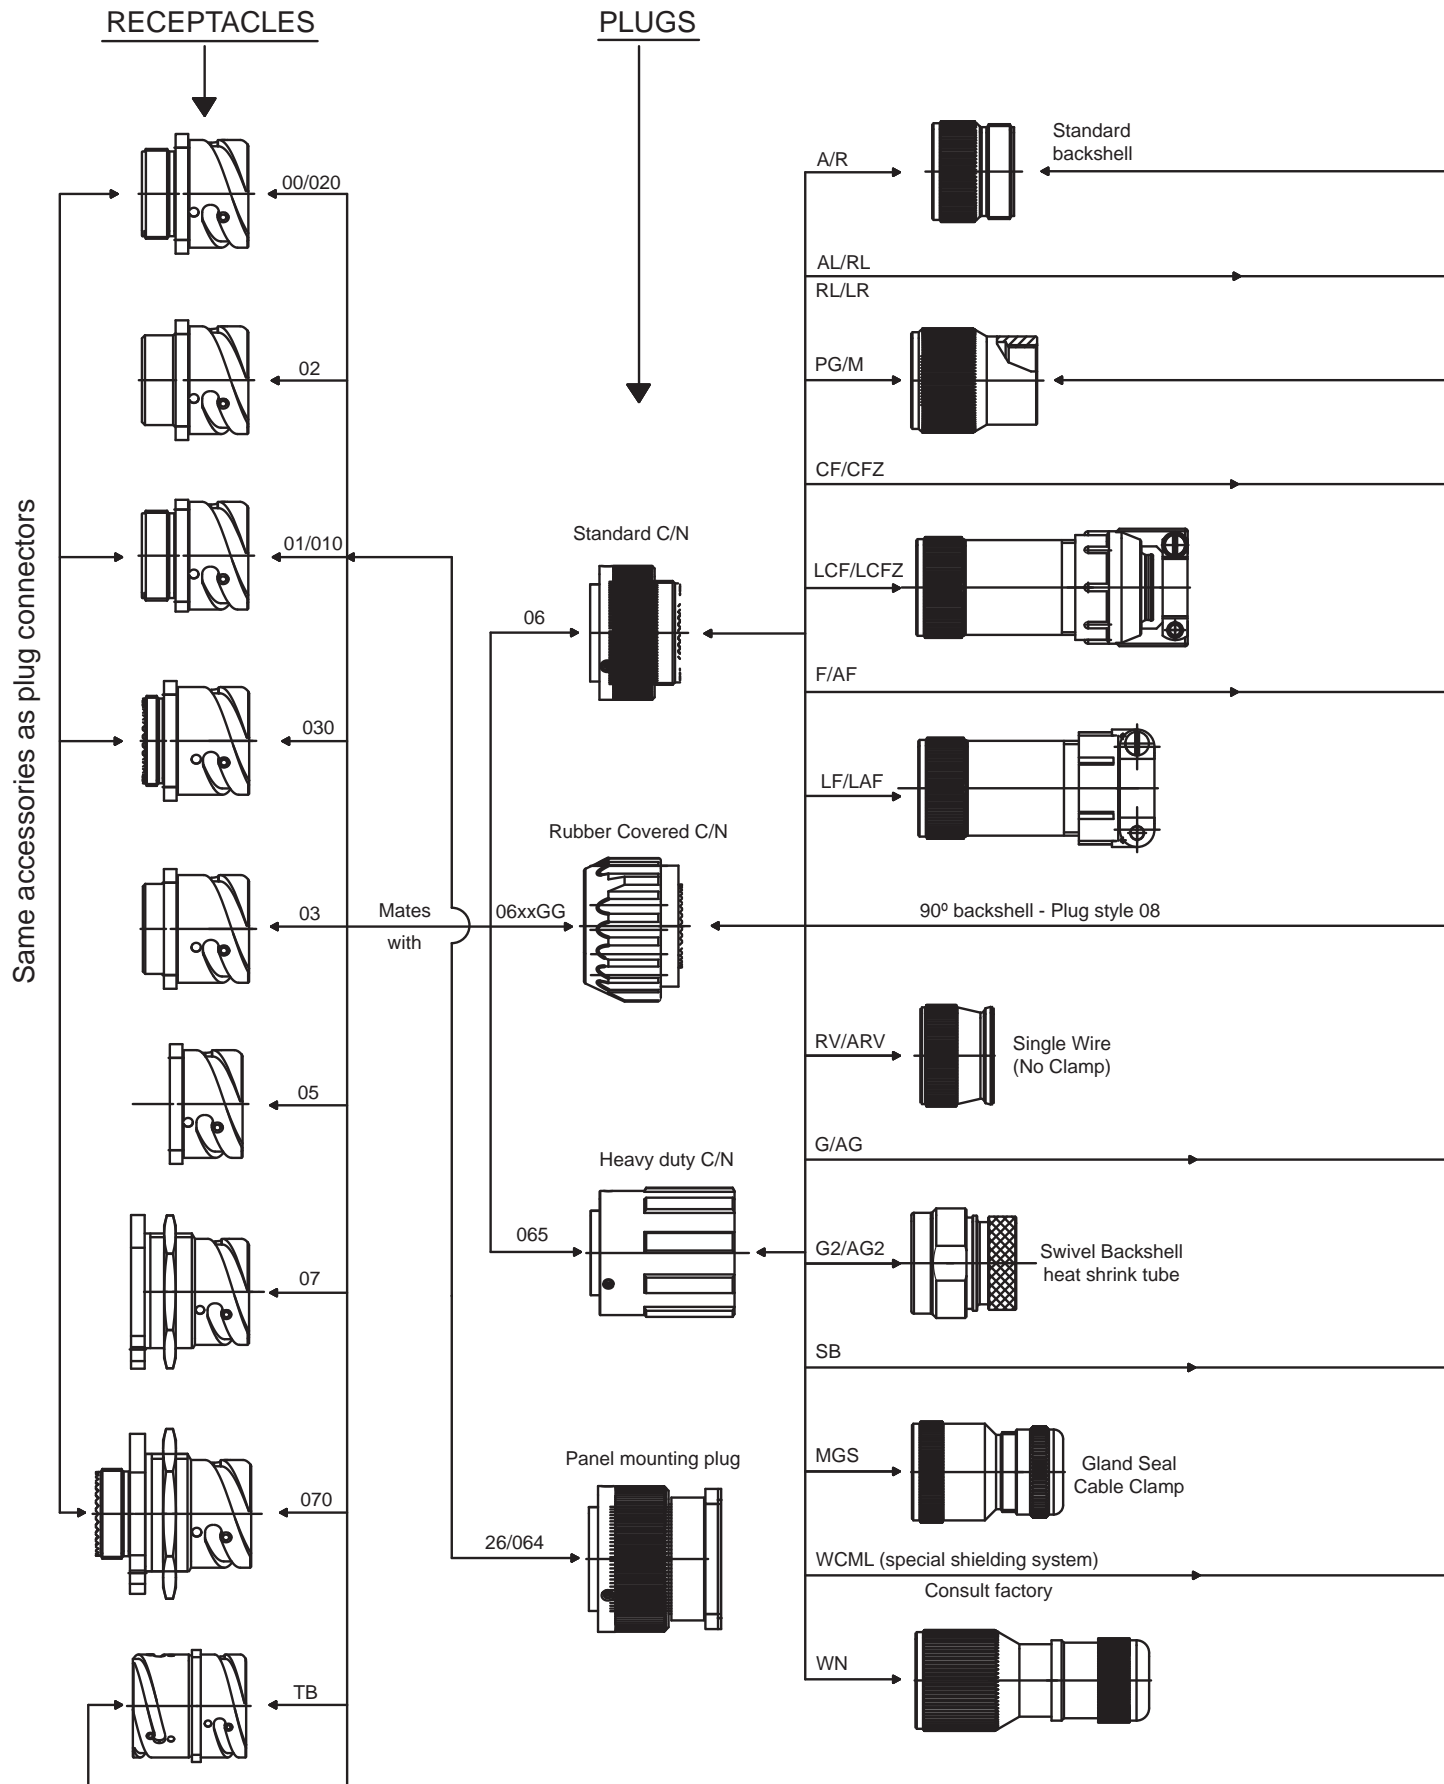 RECEPTACLES
PLUGS
Same accessories as plug connectors
00/020
02
01/010
030
03
05
07
070
TB
Mates
with
Standard C/N
06
Rubber Covered C/N
06xxGG
Heavy duty C/N
065
Panel mounting plug
26/064
A/R
Standard
backshell
AL/RL
RL/LR
PG/M
CF/CFZ
LCF/LCFZ
F/AF
LF/LAF
90º backshell - Plug style 08
RV/ARV
Single Wire
(No Clamp)
G/AG
G2/AG2
Swivel Backshell
heat shrink tube
SB
MGS
Gland Seal
Cable Clamp
WCML (special shielding system)
Consult factory
WN